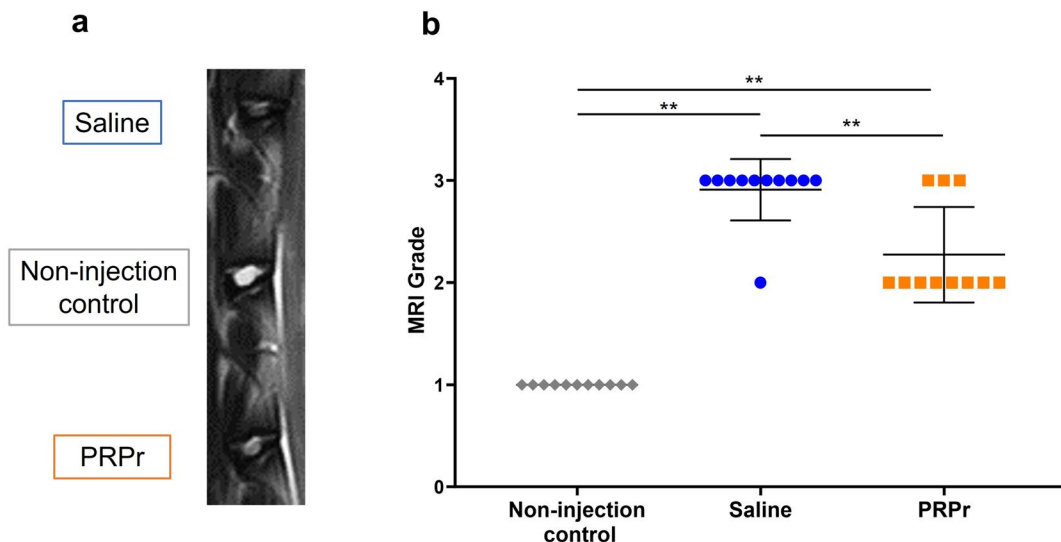 a
Saline
Non-injection
control
PRPr
b
MRI Grade
4
3
2
1
0
**
**
**
Non-injection
control
Saline
PRPr